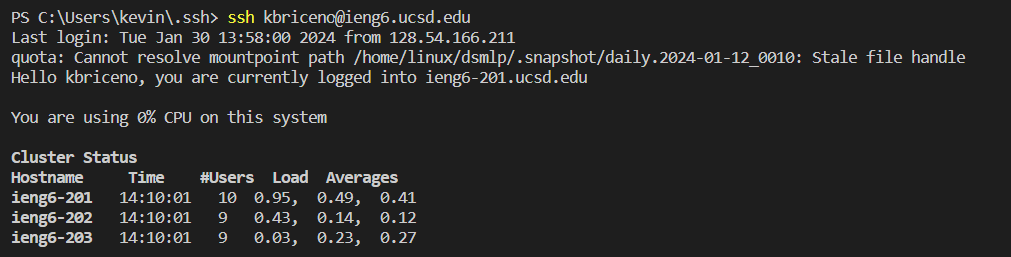 PS C:\Users\kevin\.ssh> ssh kbriceno@ieng6.ucsd.edu
Last login: Tue Jan 30 13:58:00 2024 from 128.54.166.211
quota: Cannot resolve mountpoint path /home/linux/dsmlp/.snapshot/daily.2024-01-12_0010: Stale file handle
Hello kbriceno, you are currently logged into ieng6-201.ucsd.edu
You are using 0% CPU on this system
Cluster Status
Hostname Time #Users Load Averages
ieng6-201 14:10:01 10 0.95, 0.49, 0.41
ieng6-202 14:10:01 9 0.43, 0.14, 0.12
ieng6-203 14:10:01 9 0.03, 0.23, 0.27